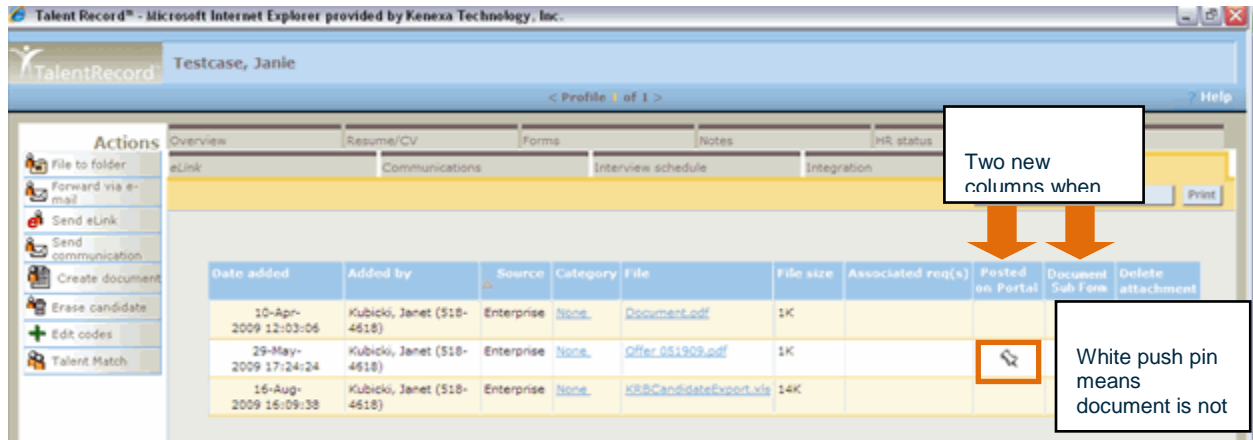 Talent Record™ - Microsoft Internet Explorer provided by Kenexa Technology, Inc.
TalentRecord™
Testcase, Janie
< Profile 1 of 1 >
? Help
Actions
File to folder
Forward via e-
mail
Send eLink
Send
communication
Create document
Erase candidate
Edit codes
Talent Match
Overview Resume/CV Forms Notes HR status
eLink Communications Interview schedule Integration
Print
Two new
columns when
Date added Added by Source Category File File size Associated req(s) Posted Document Delete
on Portal Sub Form attachment
10-Apr- Kubicki, Janet (518- Enterprise None Document.pdf 1K
2009 12:03:06 4618)
29-May- Kubicki, Janet (518- Enterprise None Offer 051909.pdf 1K
2009 17:24:24 4618)
16-Aug- Kubicki, Janet (518- Enterprise None KRBCandidateExport.xls 14K
2009 16:09:38 4618)
White push pin
means
document is not